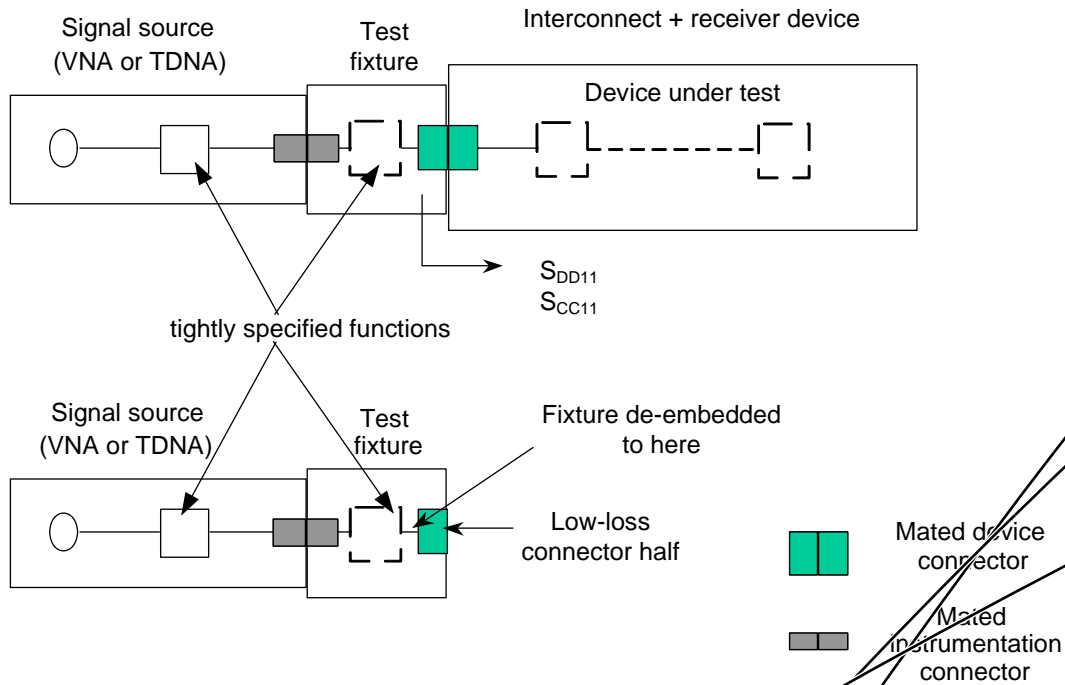 Interconnect + receiver device
Signal source
(VNA or TDNA)
Test
fixture
Device under test
S_DD11
S_CC11
tightly specified functions
Signal source
(VNA or TDNA)
Test
fixture
Fixture de-embedded
to here
Low-loss
connector half
Mated device
connector
Mated
instrumentation
connector